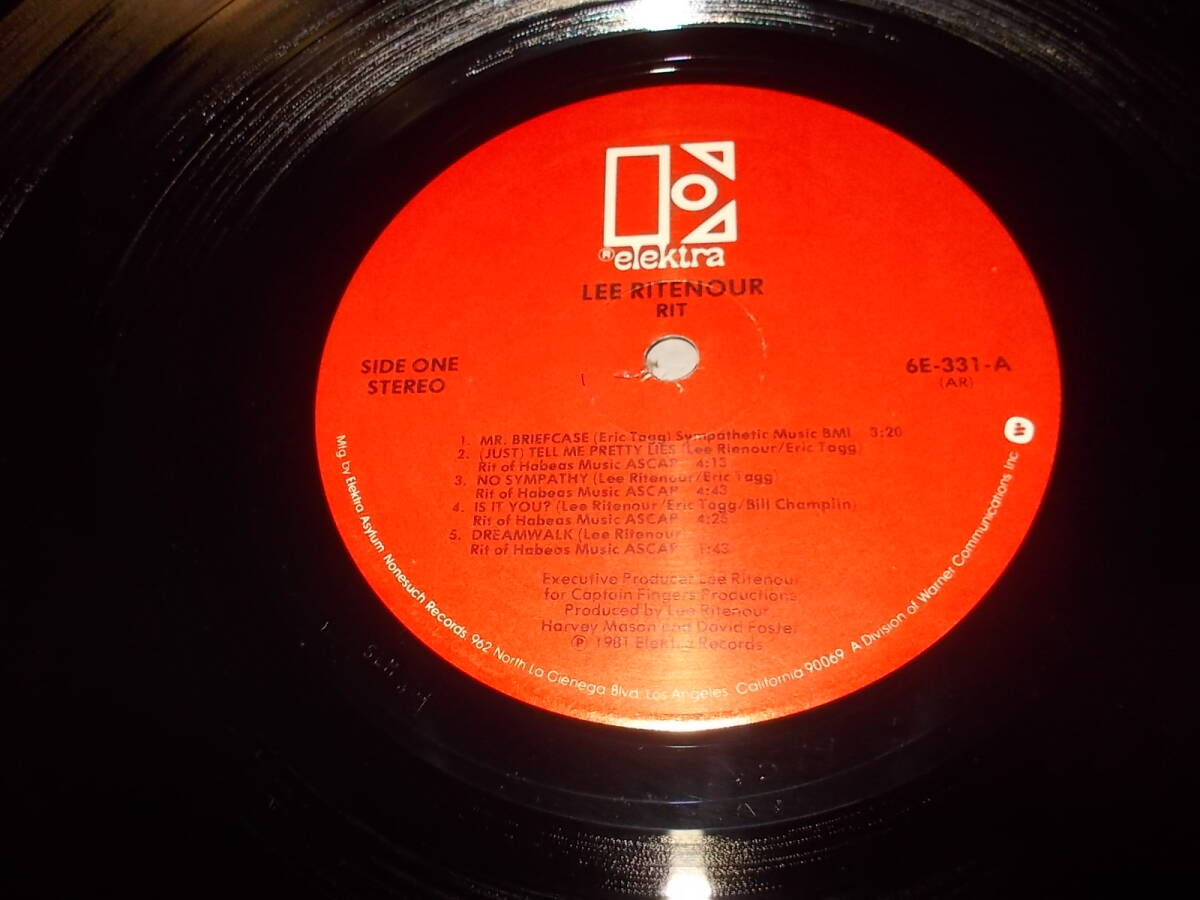 ® elektra
LEE RITENOUR
RIT
SIDE ONE
STEREO
6E-331-A
(AR)
1. MR. BRIEFCASE (Eric Tagg) Sympathetic Music BMI 3:20
2. (JUST) TELL ME PRETTY LIES (Lee Rienour/Eric Tagg)
Rit of Habeas Music ASCAP 4:13
3. NO SYMPATHY (Lee Ritenour/Eric Tagg)
Rit of Habeas Music ASCAP 4:43
4. IS IT YOU? (Lee Ritenour/Eric Tagg/Bill Champlin)
Rit of Habeas Music ASCAP 4:25
5. DREAMWALK (Lee Ritenour
Rit of Habeas Music ASCAP 1:43
Executive Producer Lee Ritenour
for Captain Fingers Productions
Produced by Lee Ritenour,
Harvey Mason and David Foster
℗ 1981 Elektra Records
Mfg by Elektra Asylum Nonesuch Records, 962 North La Cienega Blvd. Los Angeles, California 90069 A Division of Warner Communications Inc